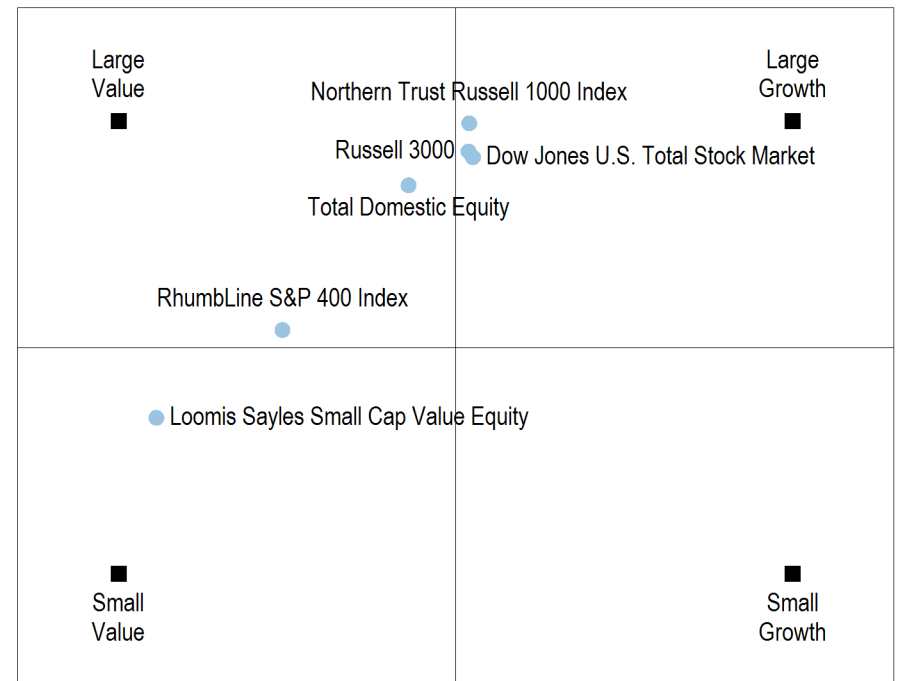 Large
Value
Large
Growth
Northern Trust Russell 1000 Index
Russell 3000
Dow Jones U.S. Total Stock Market
Total Domestic Equity
RhumbLine S&P 400 Index
Loomis Sayles Small Cap Value Equity
Small
Value
Small
Growth